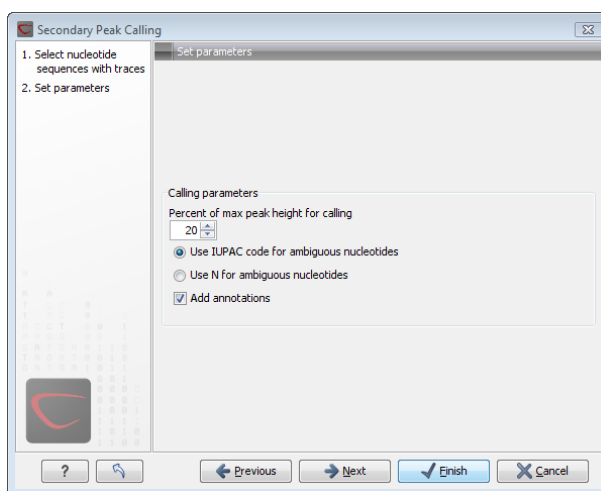 Secondary Peak Callin
1. Select nucleotide
sequences with traces
2. Set parameters
Set parameters
Calling parameters
Percent of max peak height for calling
20
Use IUPAC code for ambiguous nucleotides
Use N for ambiguous nucleotides
Add annotations
?
Previous
Next
Finish
Cancel